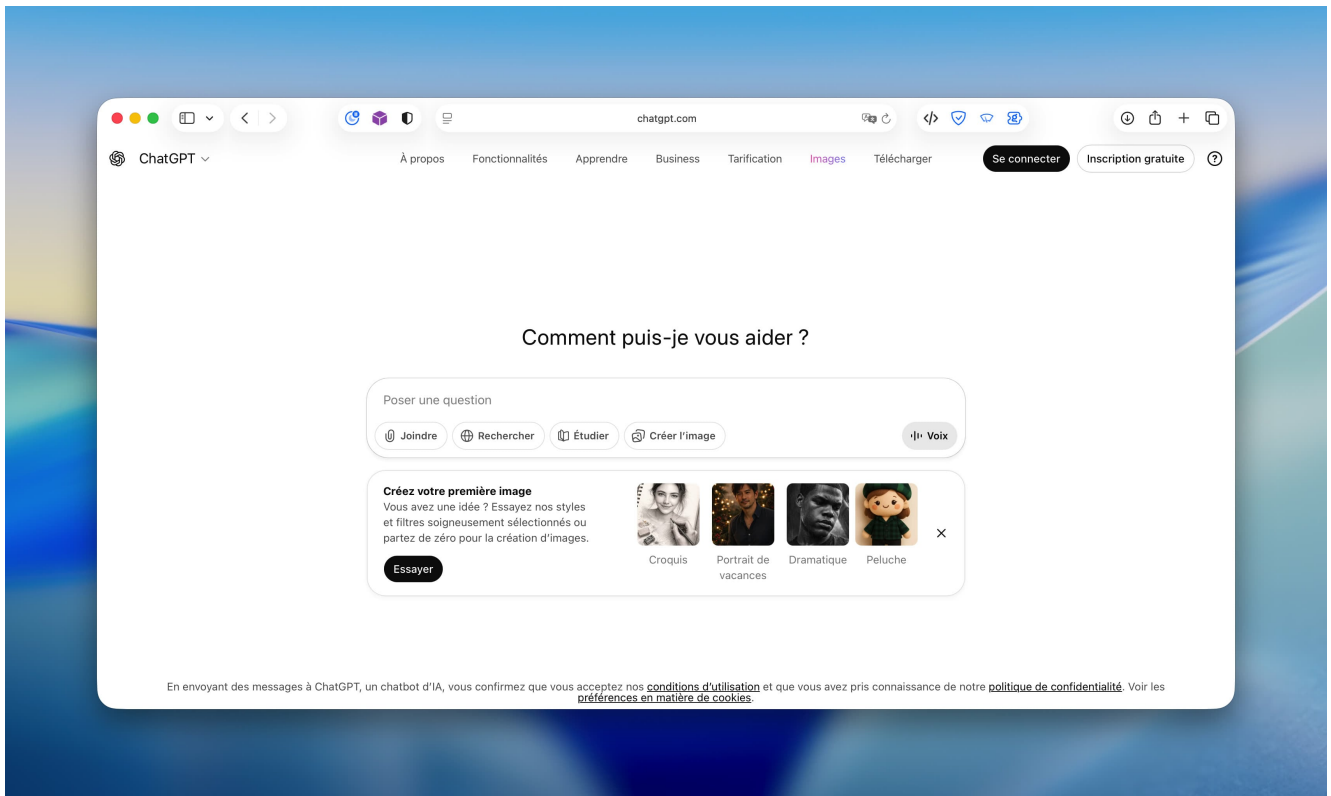 chatgpt.com
ChatGPT
À propos
Fonctionnalités
Apprendre
Business
Tarification
Images
Télécharger
Se connecter
Inscription gratuite
Comment puis-je vous aider ?
Poser une question
Joindre
Rechercher
Étudier
Créer l'image
Voix
Créez votre première image
Vous avez une idée ? Essayez nos styles
et filtres soigneusement sélectionnés ou
partez de zéro pour la création d'images.
Essayer
Croquis
Portrait de
vacances
Dramatique
Peluche
En envoyant des messages à ChatGPT, un chatbot d'IA, vous confirmez que vous acceptez nos conditions d'utilisation et que vous avez pris connaissance de notre politique de confidentialité. Voir les
préférences en matière de cookies.